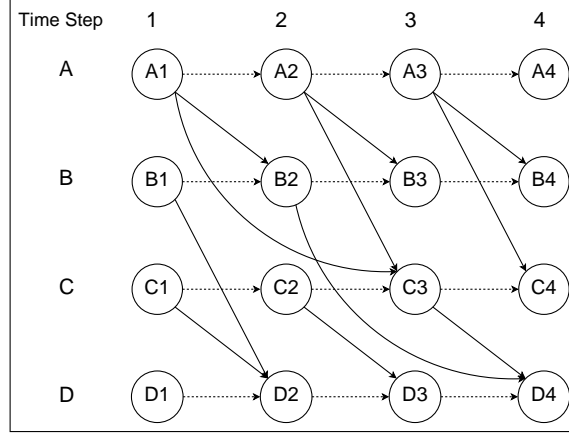 Time Step 1 2 3 4
A A1 A2 A3 A4
B B1 B2 B3 B4
C C1 C2 C3 C4
D D1 D2 D3 D4